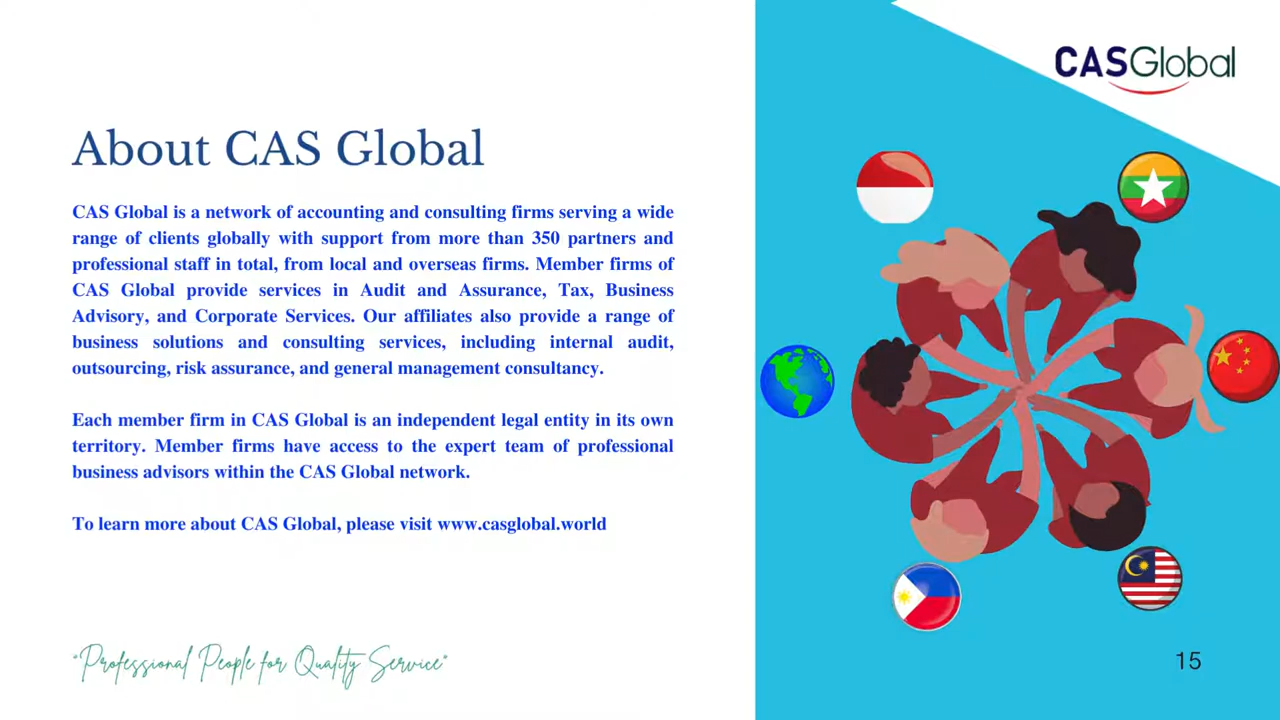 CASGlobal
About CAS Global
CAS Global is a network of accounting and consulting firms serving a wide
range of clients globally with support from more than 350 partners and
professional staff in total, from local and overseas firms. Member firms of
CAS Global provide services in Audit and Assurance, Tax, Business
Advisory, and Corporate Services. Our affiliates also provide a range of
business solutions and consulting services, including internal audit,
outsourcing, risk assurance, and general management consultancy.
Each member firm in CAS Global is an independent legal entity in its own
territory. Member firms have access to the expert team of professional
business advisors within the CAS Global network.
To learn more about CAS Global, please visit www.casglobal.world
"Professional People for Quality Service"
15